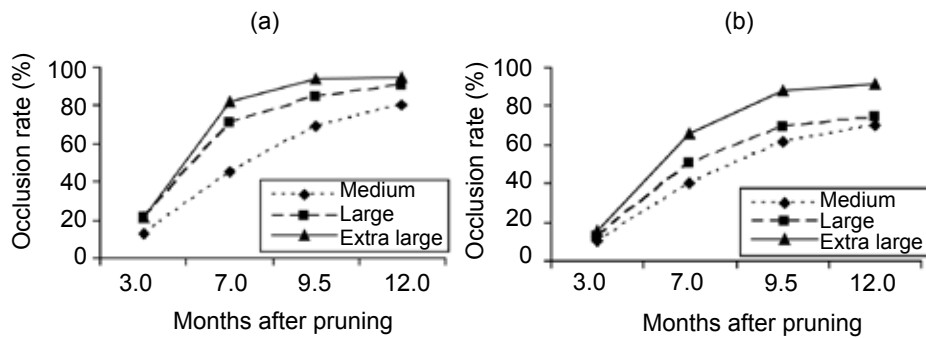 (a)
Occlusion rate (%)
100
80
60
40
20
0
Medium
Large
Extra large
3.0 7.0 9.5 12.0
Months after pruning
(b)
Occlusion rate (%)
100
80
60
40
20
0
Medium
Large
Extra large
3.0 7.0 9.5 12.0
Months after pruning